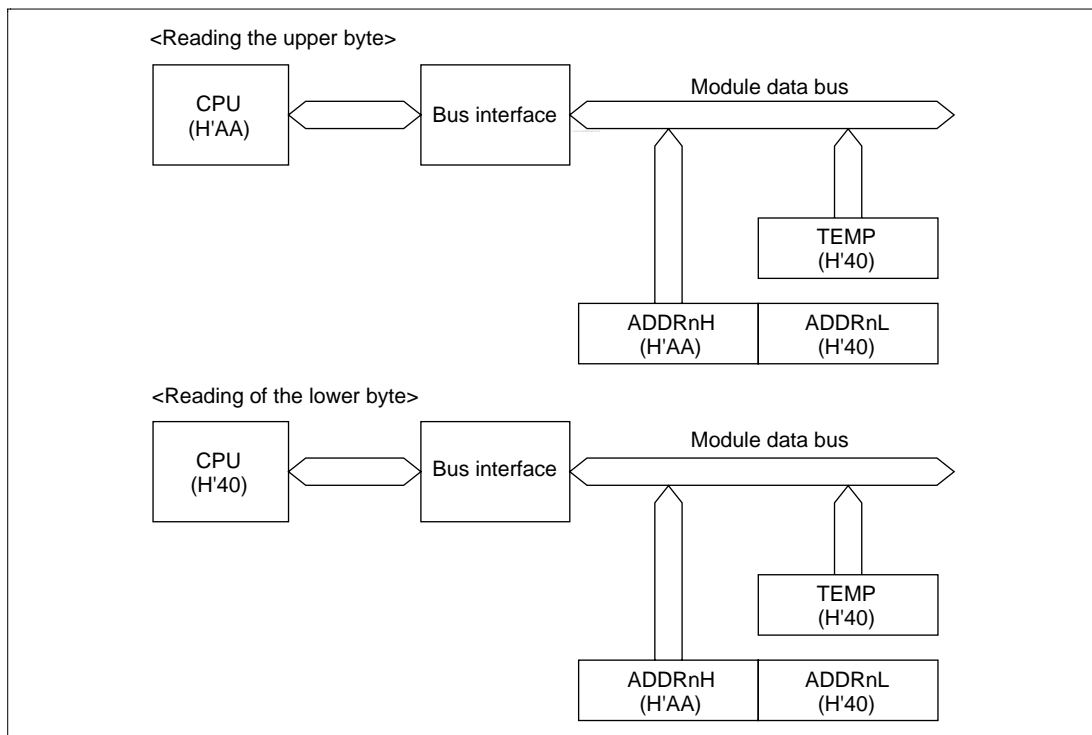 <Reading the upper byte>
CPU
(H'AA)
Bus interface
Module data bus
TEMP
(H'40)
ADDRnH
(H'AA)
ADDRnL
(H'40)
<Reading of the lower byte>
CPU
(H'40)
Bus interface
Module data bus
TEMP
(H'40)
ADDRnH
(H'AA)
ADDRnL
(H'40)